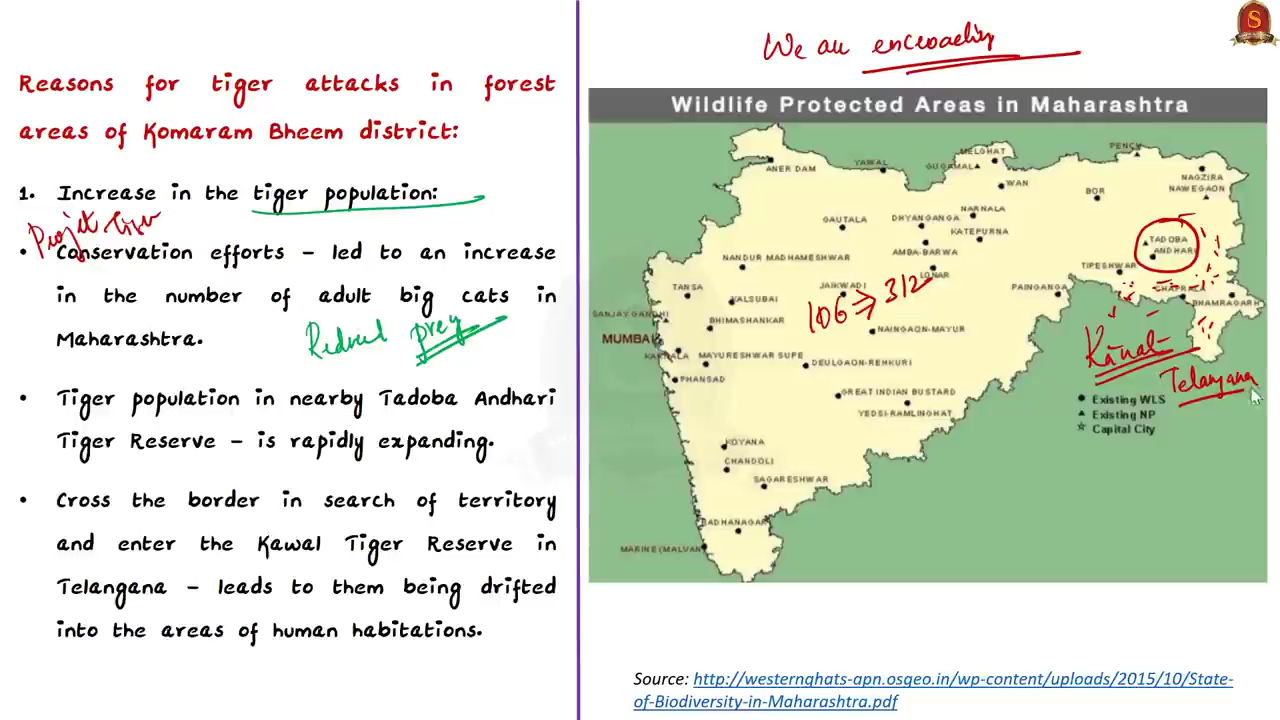 We are encroaching
Reasons for tiger attacks in forest
areas of Komaram Bheem district:
1. Increase in the tiger population:
Projet Tiger
• Conservation efforts – led to an increase
in the number of adult big cats in
Maharashtra.
Reduced prey
• Tiger population in nearby Tadoba Andhari
Tiger Reserve – is rapidly expanding.
• Cross the border in search of territory
and enter the Kawal Tiger Reserve in
Telangana – leads to them being drifted
into the areas of human habitations.
Wildlife Protected Areas in Maharashtra
MELGHAT
PENCH
ANER DAM
YAWAL
GUGAMAL
WAN
NAGZIRA
NAWEGAON
BOR
NARNALA
GAUTALA
DHYANGANGA
KATEPURNA
TADOBA
ANDHARI
AMBA-BARWA
NANDUR MADHAMESHWAR
LONAR
TIPESHWAR
TANSA
JAIKWADI
PAINGANGA
CHAPRALA
BHAMRAGARH
KALSUBAI
106 => 312
SANJAY GANDHI
BHIMASHANKAR
NAINGAON-MAYUR
MUMBAI
KARNALA
MAYURESHWAR SUPE
DEULGAON-REHKURI
Kawal
PHANSAD
Telangana
GREAT INDIAN BUSTARD
YEDSI-RAMLINGHAT
Existing WLS
Existing NP
Capital City
KOYANA
CHANDOLI
SAGARESHWAR
RADHANAGARI
MARINE (MALVAN
Source: http://westernghats-apn.osgeo.in/wp-content/uploads/2015/10/State-
of-Biodiversity-in-Maharashtra.pdf